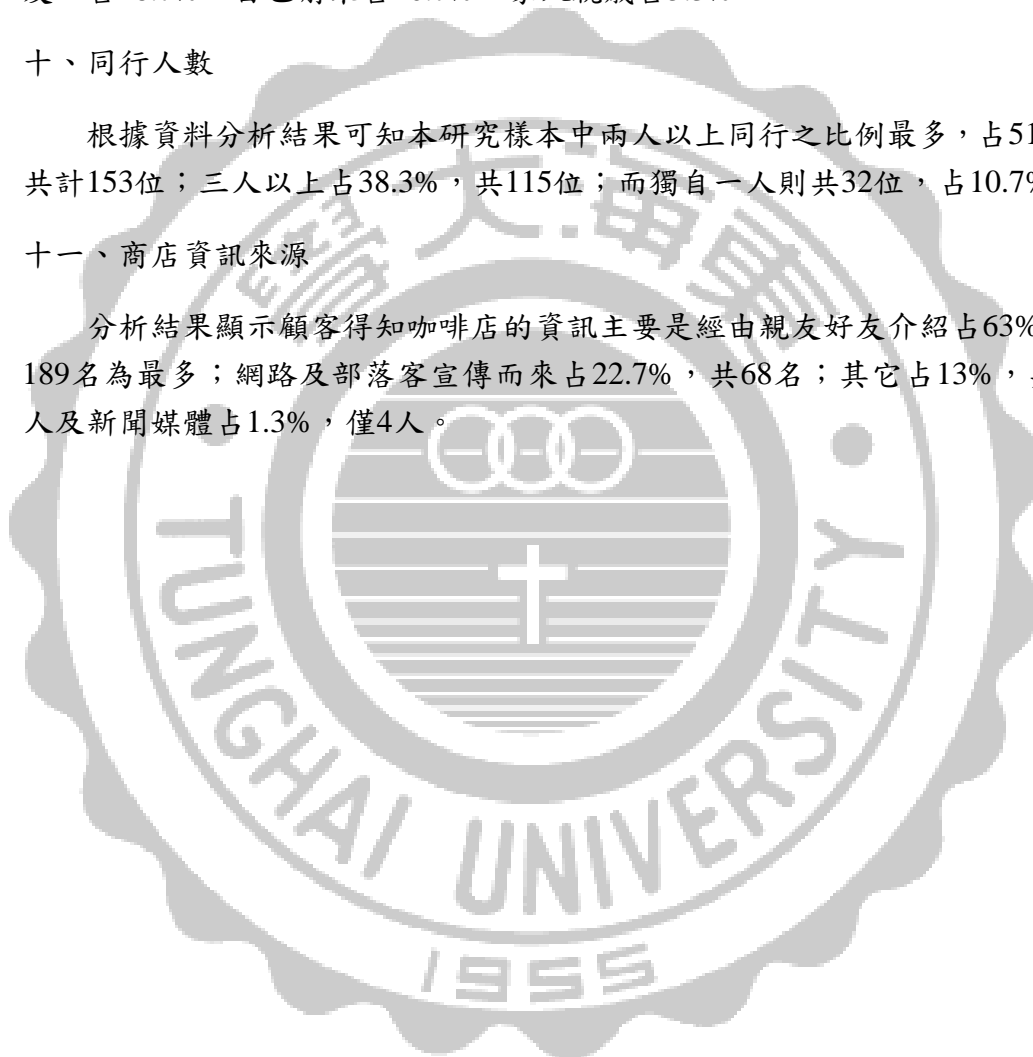 十、同行人數
根據資料分析結果可知本研究樣本中兩人以上同行之比例最多，占51
共計153位；三人以上占38.3%，共115位；而獨自一人則共32位，占10.7%
十一、商店資訊來源
分析結果顯示顧客得知咖啡店的資訊主要是經由親友好友介紹占63%
189名為最多；網路及部落客宣傳而來占22.7%，共68名；其它占13%，
人及新聞媒體占1.3%，僅4人。
東海大學
TUNGHAI UNIVERSITY
1955